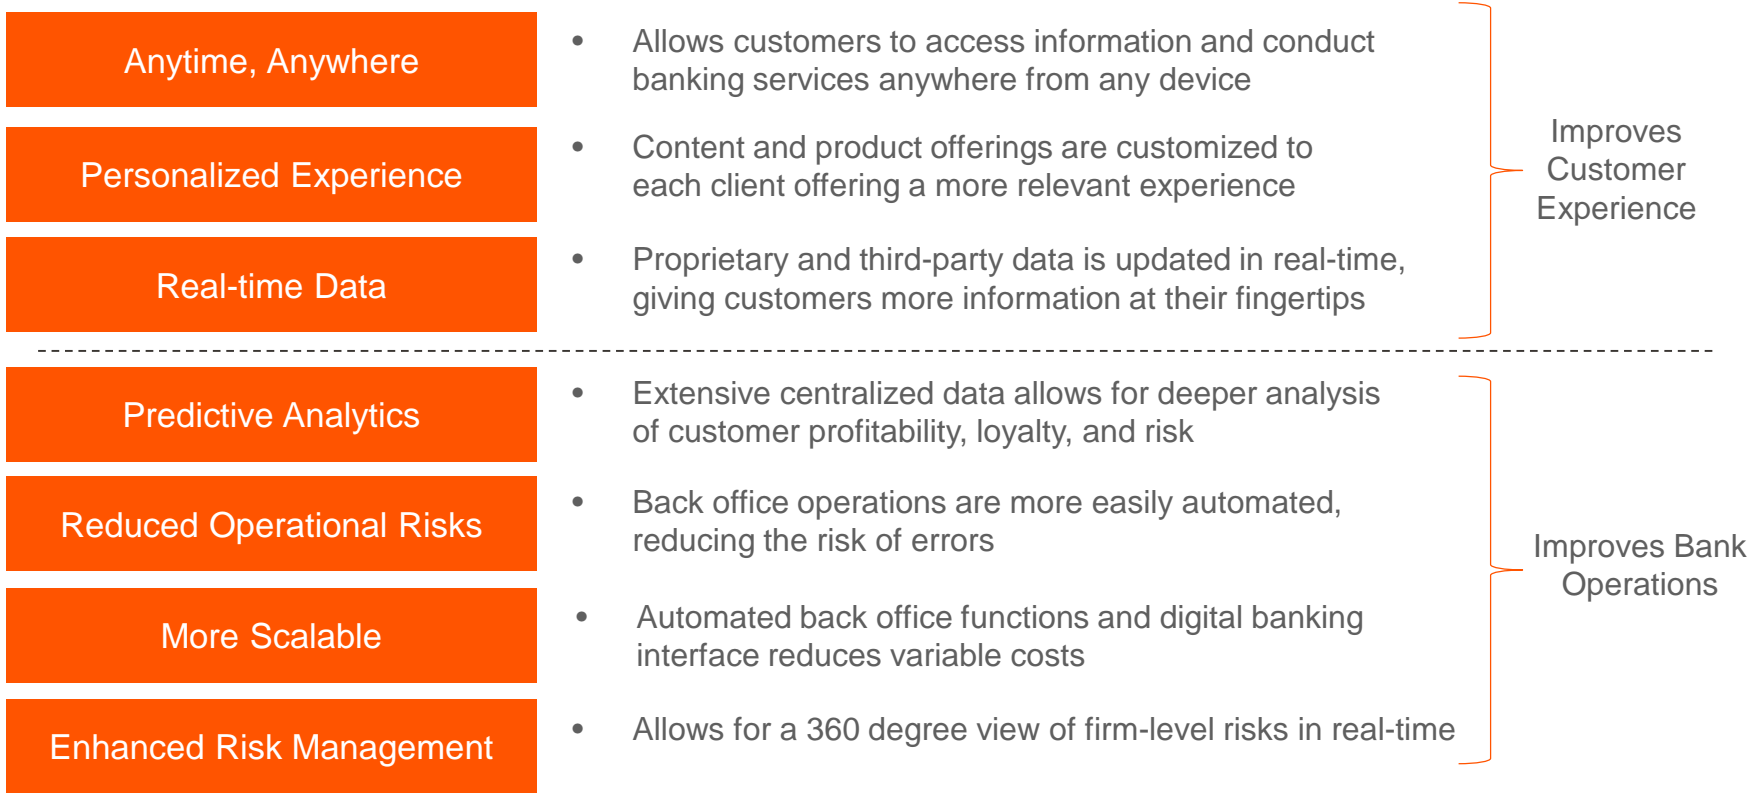 Anytime, Anywhere
• Allows customers to access information and conduct
banking services anywhere from any device
Personalized Experience
• Content and product offerings are customized to
each client offering a more relevant experience
Real-time Data
• Proprietary and third-party data is updated in real-time,
giving customers more information at their fingertips
Improves
Customer
Experience
Predictive Analytics
• Extensive centralized data allows for deeper analysis
of customer profitability, loyalty, and risk
Reduced Operational Risks
• Back office operations are more easily automated,
reducing the risk of errors
More Scalable
• Automated back office functions and digital banking
interface reduces variable costs
Enhanced Risk Management
• Allows for a 360 degree view of firm-level risks in real-time
Improves Bank
Operations